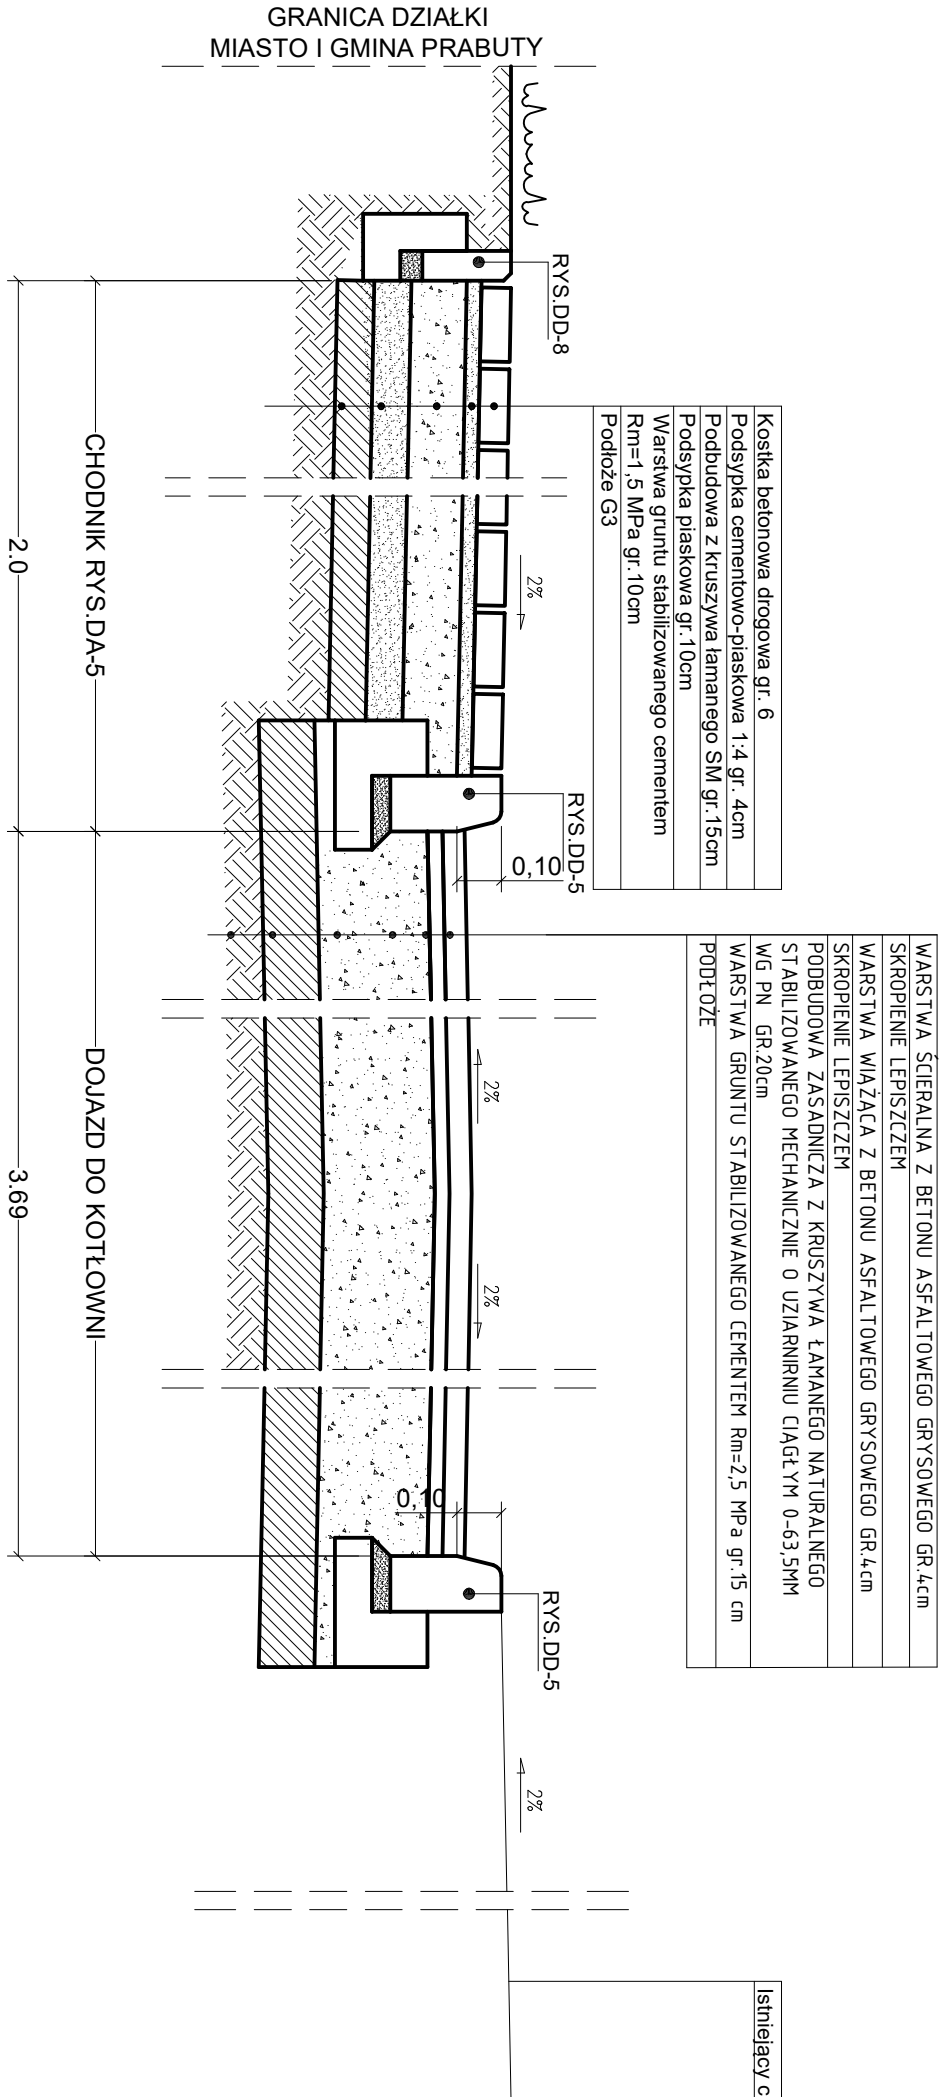 GRANICA DZIAŁKI
MIASTO I GMINA PRABUTY
RYS.DD-8
Kostka betonowa drogowa gr. 6
Podsypka cementowo-piaskowa 1:4 gr. 4cm
Podbudowa z kruszywa łamanego SM gr.15cm
Podsypka piaskowa gr.10cm
Warstwa gruntu stabilizowanego cementem
Rm=1,5 MPa gr.10cm
Podłoże G3
2%
RYS.DD-5
0,10
CHODNIK RYS.DA-5
2.0
WARSTWA ŚCIERALNA Z BETONU ASFALTOWEGO GRYSOWEGO GR.4cm
SKROPIENIE LEPISZCZEM
WARSTWA WIĄŻĄCA Z BETONU ASFALTOWEGO GRYSOWEGO GR.4cm
SKROPIENIE LEPISZCZEM
PODBUDOWA ZASADNICZA Z KRUSZYWA ŁAMANEGO NATURALNEGO
STABILIZOWANEGO MECHANICZNIE O UZIARNIRNIU CIĄGŁYM 0-63,5MM
WG PN GR.20cm
WARSTWA GRUNTU STABILIZOWANEGO CEMENTEM Rm=2,5 MPa gr.15 cm
PODŁOŻE
2%
2%
DOJAZD DO KOTŁOWNI
3.69
0,10
RYS.DD-5
2%
Istniejący c